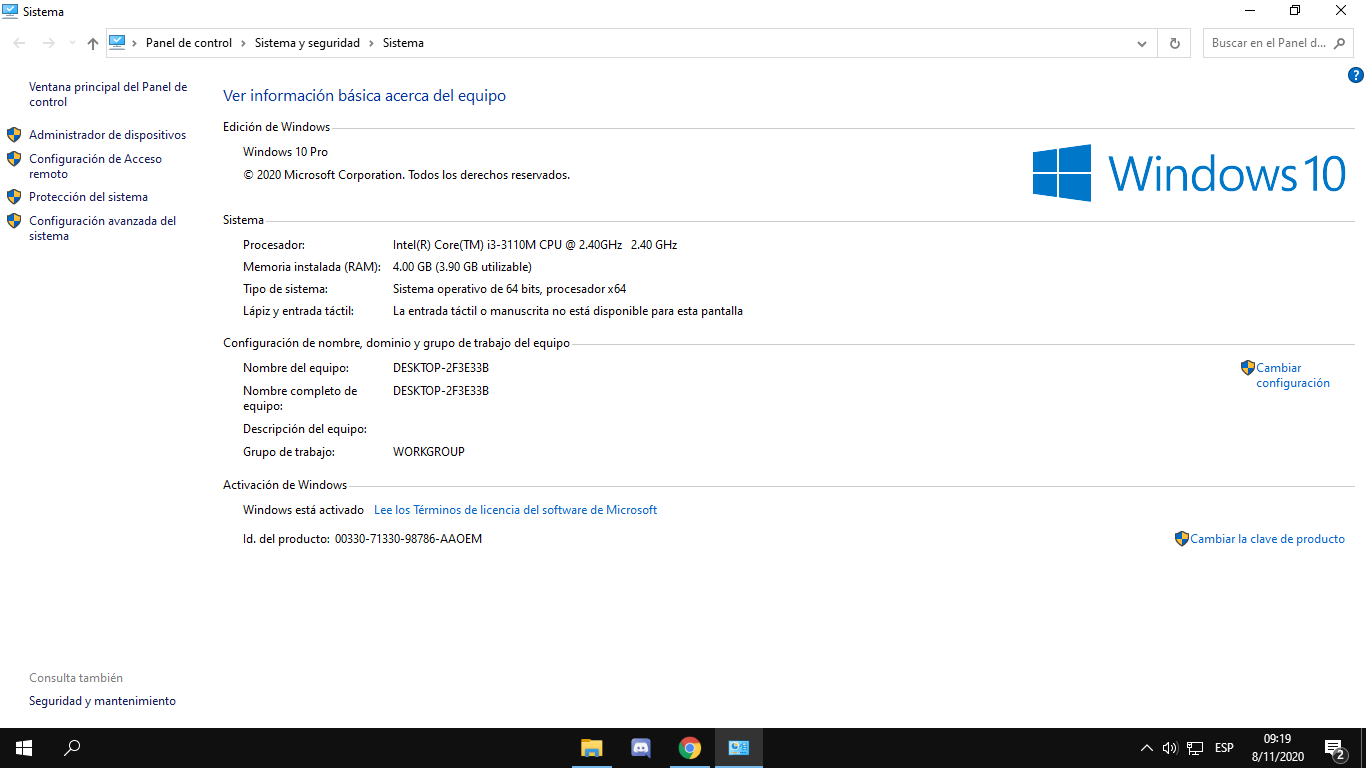 Sistema
Panel de control
Sistema y seguridad
Sistema
Buscar en el Panel d...
Ventana principal del Panel de
control
Administrador de dispositivos
Configuración de Acceso
remoto
Protección del sistema
Configuración avanzada del
sistema
Consulta también
Seguridad y mantenimiento
?
Ver información básica acerca del equipo
Edición de Windows
Windows 10 Pro
© 2020 Microsoft Corporation. Todos los derechos reservados.
Windows 10
Sistema
Procesador: Intel(R) Core(TM) i3-3110M CPU @ 2.40GHz 2.40 GHz
Memoria instalada (RAM): 4.00 GB (3.90 GB utilizable)
Tipo de sistema: Sistema operativo de 64 bits, procesador x64
Lápiz y entrada táctil: La entrada táctil o manuscrita no está disponible para esta pantalla
Configuración de nombre, dominio y grupo de trabajo del equipo
Nombre del equipo: DESKTOP-2F3E33B
Cambiar
configuración
Nombre completo de
equipo: DESKTOP-2F3E33B
Descripción del equipo:
Grupo de trabajo: WORKGROUP
Activación de Windows
Windows está activado Lee los Términos de licencia del software de Microsoft
Id. del producto: 00330-71330-98786-AAOEM
Cambiar la clave de producto
ESP
09:19
8/11/2020
2